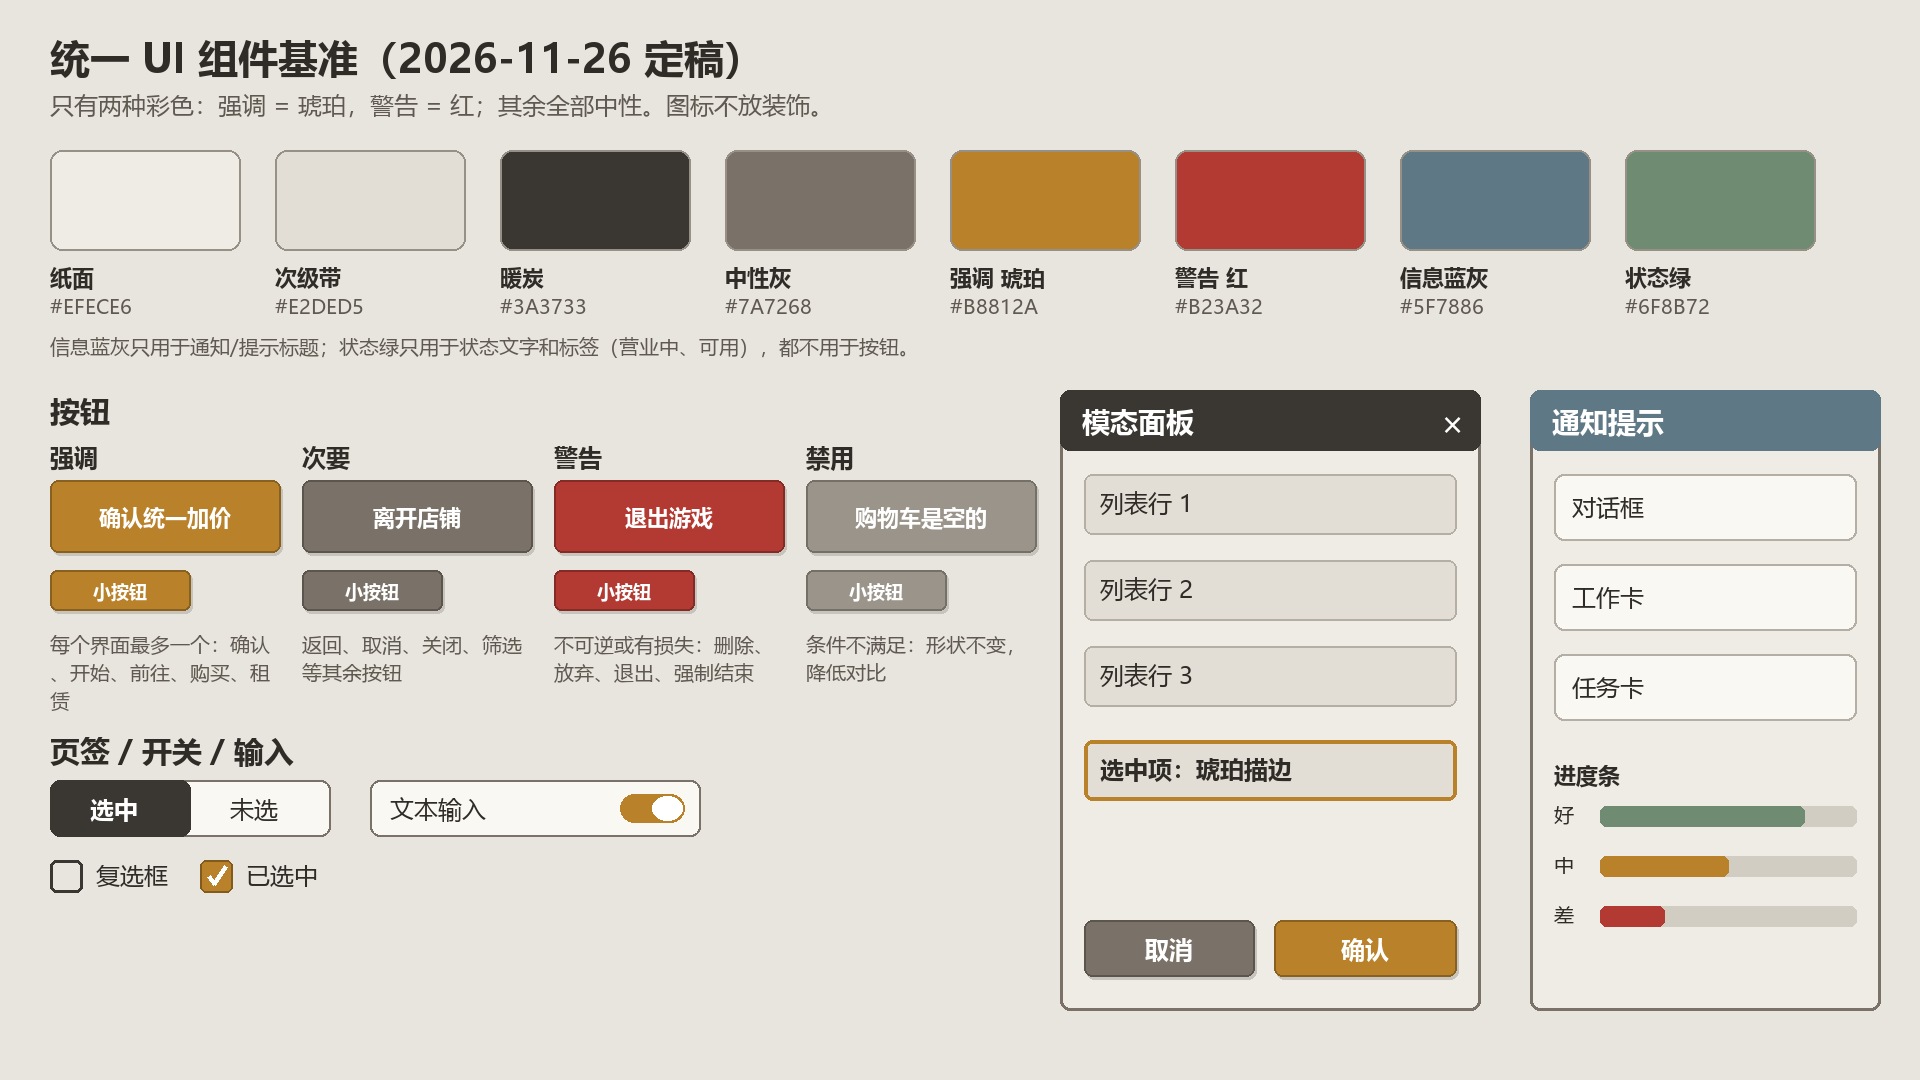 统一 UI 组件基准（2026-11-26 定稿）
只有两种彩色：强调 = 琥珀，警告 = 红；其余全部中性。图标不放装饰。
纸面
#EFECE6
次级带
#E2DED5
暖炭
#3A3733
中性灰
#7A7268
强调 琥珀
#B8812A
警告 红
#B23A32
信息蓝灰
#5F7886
状态绿
#6F8B72
信息蓝灰只用于通知/提示标题；状态绿只用于状态文字和标签（营业中、可用），都不用于按钮。
按钮
强调
确认统一加价
小按钮
每个界面最多一个：确认
、开始、前往、购买、租
赁
次要
离开店铺
小按钮
返回、取消、关闭、筛选
等其余按钮
警告
退出游戏
小按钮
不可逆或有损失：删除、
放弃、退出、强制结束
禁用
购物车是空的
小按钮
条件不满足：形状不变，
降低对比
页签 / 开关 / 输入
选中
未选
文本输入
复选框
已选中
模态面板
×
列表行 1
列表行 2
列表行 3
选中项：琥珀描边
取消
确认
通知提示
对话框
工作卡
任务卡
进度条
好
中
差